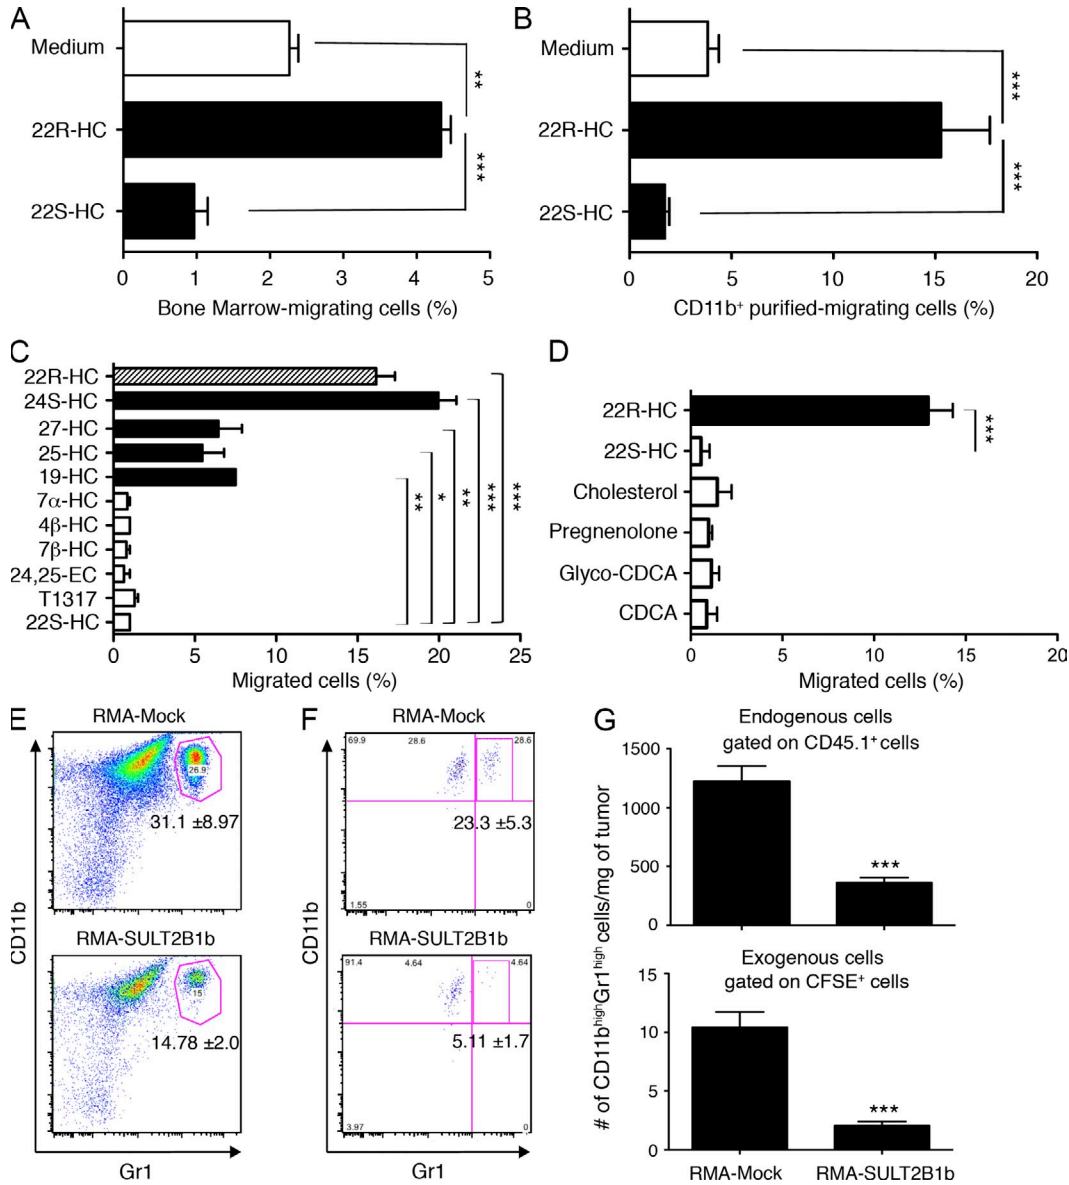 A
Medium
22R-HC
22S-HC
**
***
0 1 2 3 4 5
Bone Marrow-migrating cells (%)
B
Medium
22R-HC
22S-HC
***
***
0 5 10 15 20
CD11b⁺ purified-migrating cells (%)
C
22R-HC
24S-HC
27-HC
25-HC
19-HC
7α-HC
4β-HC
7β-HC
24,25-EC
T1317
22S-HC
** * ** *** ***
0 5 10 15 20 25
Migrated cells (%)
D
22R-HC
22S-HC
Cholesterol
Pregnenolone
Glyco-CDCA
CDCA
***
0 5 10 15 20
Migrated cells (%)
E
RMA-Mock
26.9
31.1 ±8.97
RMA-SULT2B1b
15
14.78 ±2.0
CD11b
Gr1
F
RMA-Mock
69.9 28.6 28.6
23.3 ±5.3
1.55 0
RMA-SULT2B1b
91.4 4.64 4.64
5.11 ±1.7
3.97 0
CD11b
Gr1
G
Endogenous cells
gated on CD45.1⁺ cells
1500
1000
500
0
***
Exogenous cells
gated on CFSE⁺ cells
15
10
5
0
***
# of CD11bʰⁱᵍʰGr1ʰⁱᵍʰ cells/mg of tumor
RMA-Mock RMA-SULT2B1b